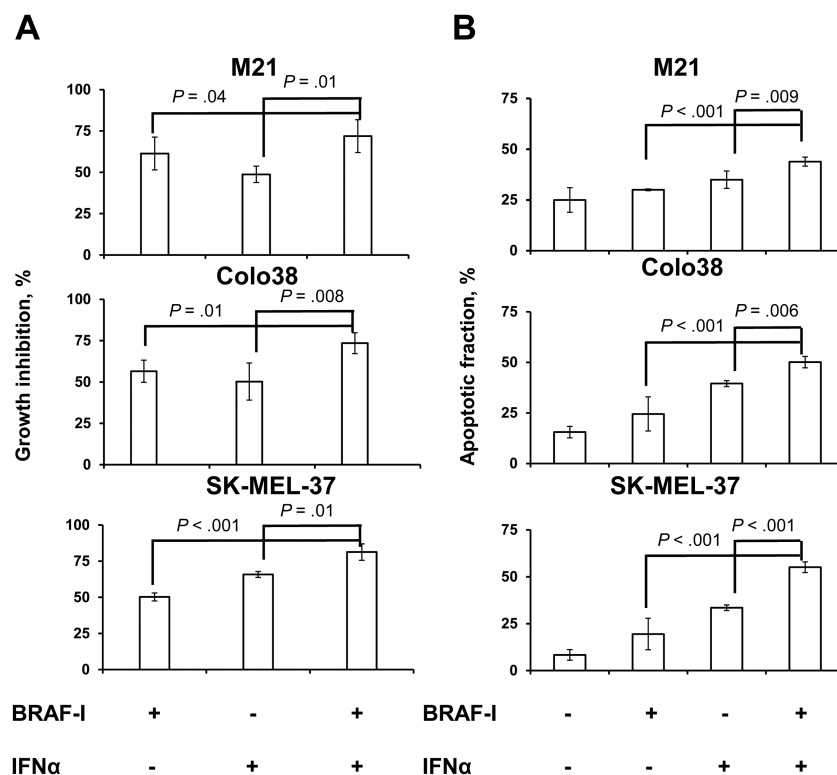 A
M21
P = .04
P = .01
100
75
50
25
0
Colo38
P = .01
P = .008
100
75
50
25
0
SK-MEL-37
P < .001
P = .01
100
75
50
25
0
Growth inhibition, %
BRAF-I + - +
IFNα - + +
B
M21
P < .001
P = .009
75
50
25
0
Colo38
P < .001
P = .006
75
50
25
0
SK-MEL-37
P < .001
P < .001
75
50
25
0
Apoptotic fraction, %
BRAF-I - + - +
IFNα - - + +